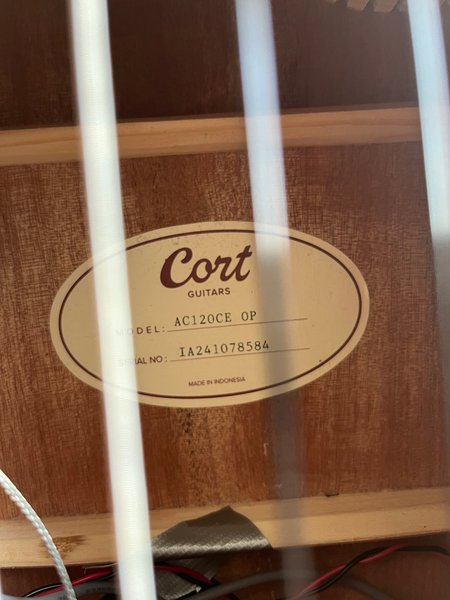 Cort
GUITARS
MODEL: AC120CE OP
SERIAL NO: IA241078584
MADE IN INDONESIA